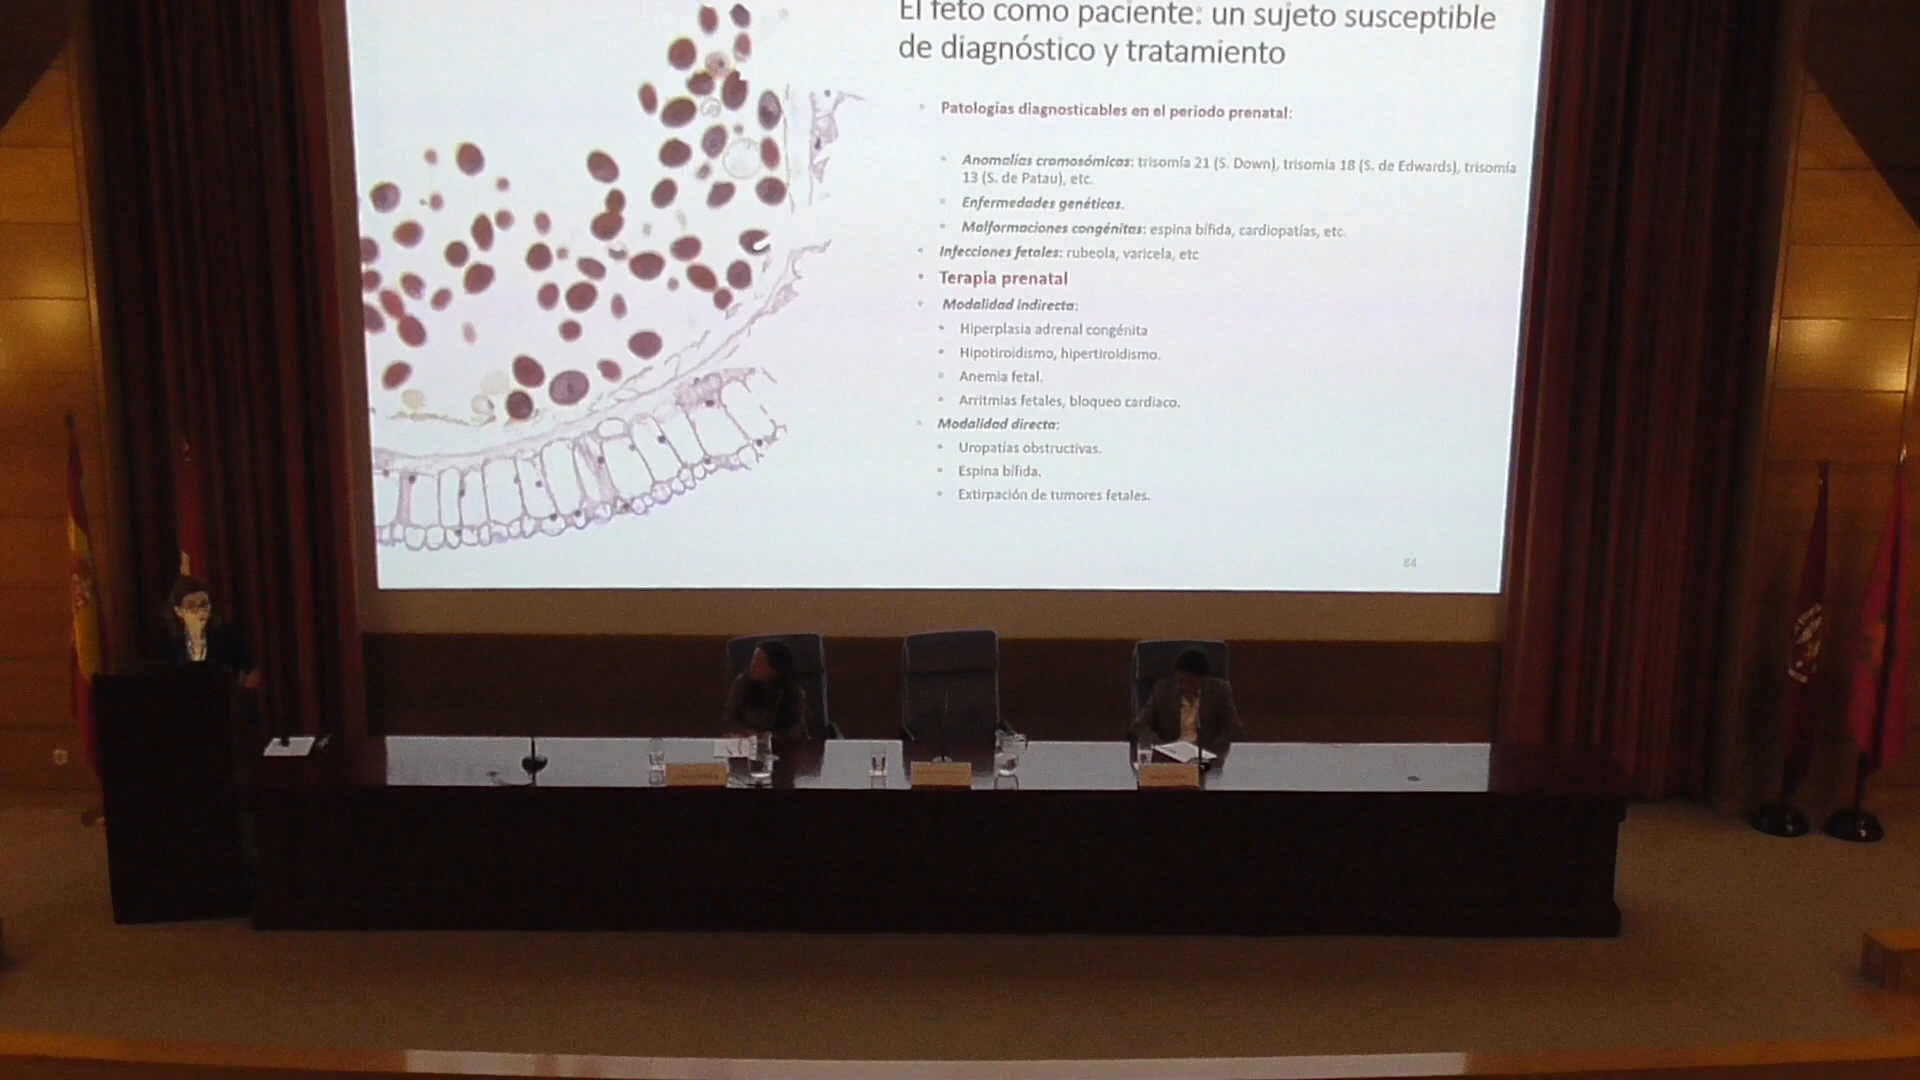 El feto como paciente: un sujeto susceptible
de diagnóstico y tratamiento
Patologías diagnosticables en el periodo prenatal:
Anomalías cromosómicas: trisomía 21 (S. Down), trisomía 18 (S. de Edwards), trisomía
13 (S. de Patau), etc.
Enfermedades genéticas.
Malformaciones congénitas: espina bífida, cardiopatías, etc.
Infecciones fetales: rubeola, varicela, etc
Terapia prenatal
Modalidad indirecta:
Hiperplasia adrenal congénita
Hipotiroidismo, hipertiroidismo.
Anemia fetal.
Arritmias fetales, bloqueo cardiaco.
Modalidad directa:
Uropatías obstructivas.
Espina bífida.
Extirpación de tumores fetales.
84